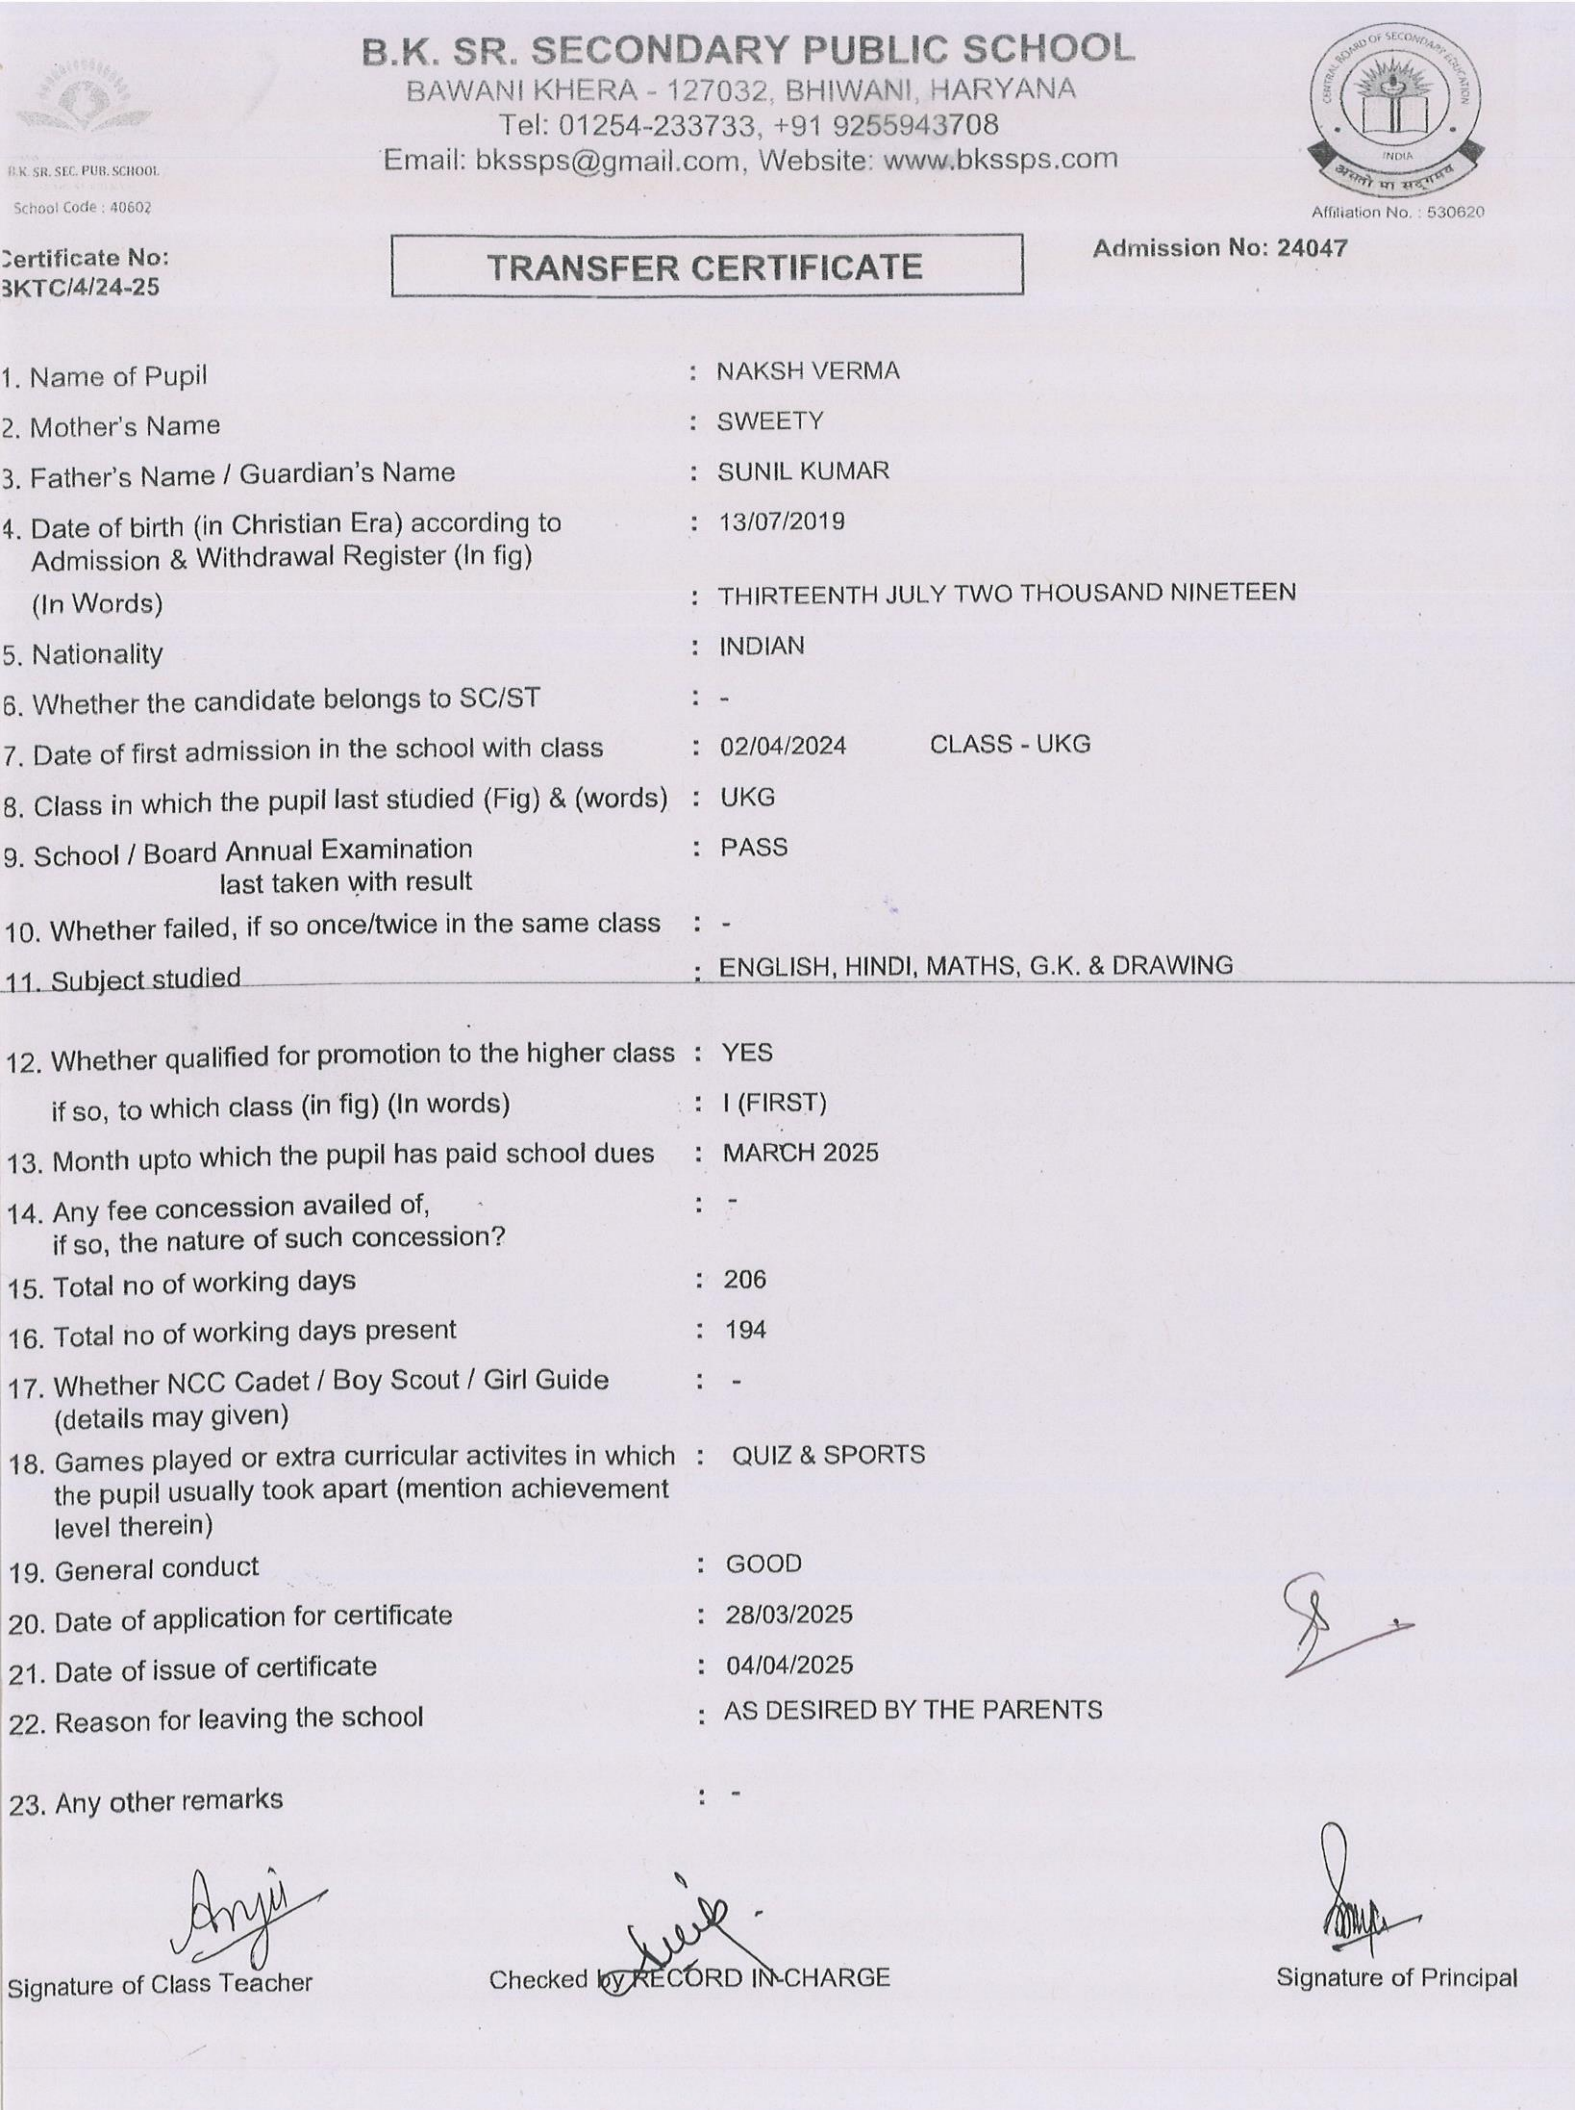 B.K. SR. SECONDARY PUBLIC SCHOOL
BAWANI KHERA - 127032, BHIWANI, HARYANA
Tel: 01254-233733, +91 9255943708
Email: bkssps@gmail.com, Website: www.bkssps.com
B.K. SR. SEC. PUB. SCHOOL
School Code : 40602
CENTRAL BOARD OF SECONDARY EDUCATION
INDIA
असतो मा सद्गमय
Affiliation No. : 530620
Certificate No:
BKTC/4/24-25
TRANSFER CERTIFICATE
Admission No: 24047
1. Name of Pupil : NAKSH VERMA
2. Mother's Name : SWEETY
3. Father's Name / Guardian's Name : SUNIL KUMAR
4. Date of birth (in Christian Era) according to : 13/07/2019
Admission & Withdrawal Register (In fig)
(In Words) : THIRTEENTH JULY TWO THOUSAND NINETEEN
5. Nationality : INDIAN
6. Whether the candidate belongs to SC/ST : -
7. Date of first admission in the school with class : 02/04/2024 CLASS - UKG
8. Class in which the pupil last studied (Fig) & (words) : UKG
9. School / Board Annual Examination : PASS
last taken with result
10. Whether failed, if so once/twice in the same class : -
11. Subject studied : ENGLISH, HINDI, MATHS, G.K. & DRAWING
12. Whether qualified for promotion to the higher class : YES
if so, to which class (in fig) (In words) : I (FIRST)
13. Month upto which the pupil has paid school dues : MARCH 2025
14. Any fee concession availed of, : -
if so, the nature of such concession?
15. Total no of working days : 206
16. Total no of working days present : 194
17. Whether NCC Cadet / Boy Scout / Girl Guide : -
(details may given)
18. Games played or extra curricular activites in which : QUIZ & SPORTS
the pupil usually took apart (mention achievement
level therein)
19. General conduct : GOOD
20. Date of application for certificate : 28/03/2025
21. Date of issue of certificate : 04/04/2025
22. Reason for leaving the school : AS DESIRED BY THE PARENTS
23. Any other remarks : -
Anju
Signature of Class Teacher
Checked by RECORD IN-CHARGE
Signature of Principal